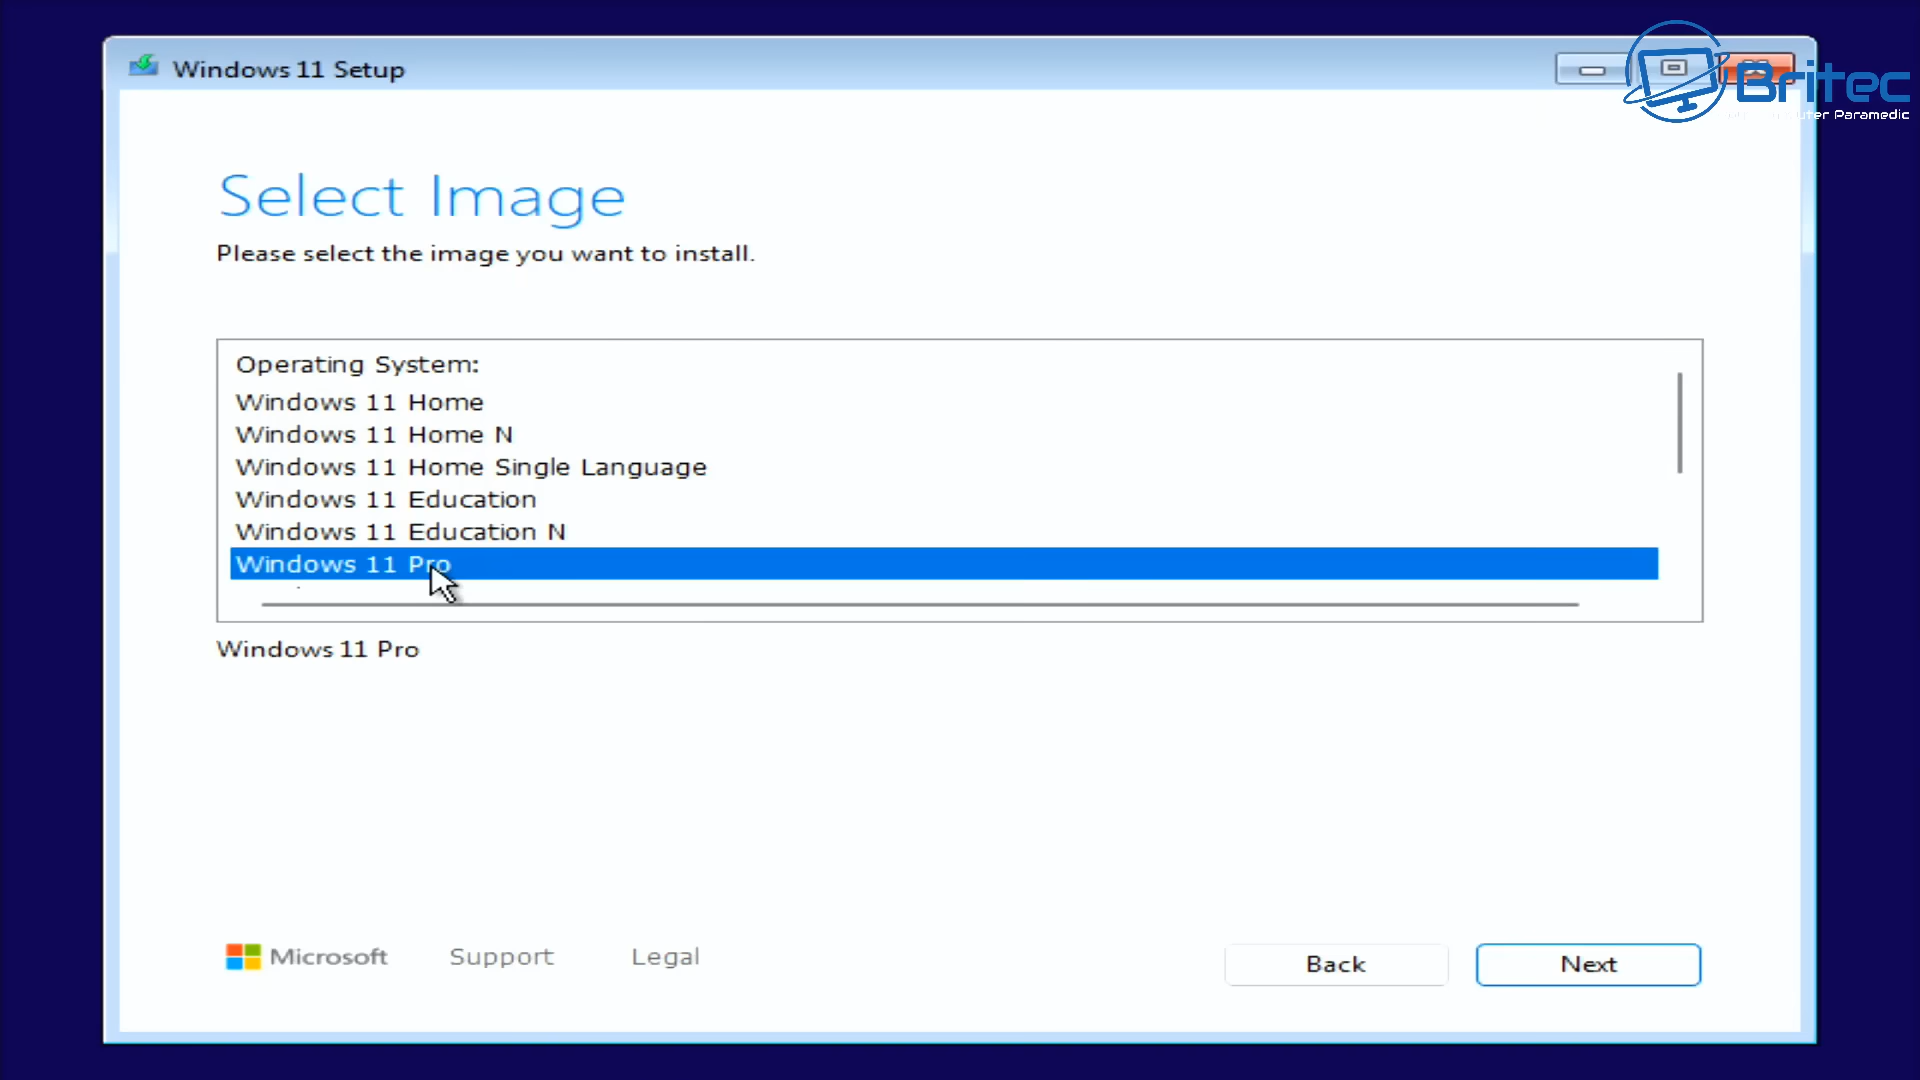 Windows 11 Setup
Britec
Computer Paramedic
Select Image
Please select the image you want to install.
Operating System:
Windows 11 Home
Windows 11 Home N
Windows 11 Home Single Language
Windows 11 Education
Windows 11 Education N
Windows 11 Pro
Windows 11 Pro
Microsoft Support Legal
Back Next